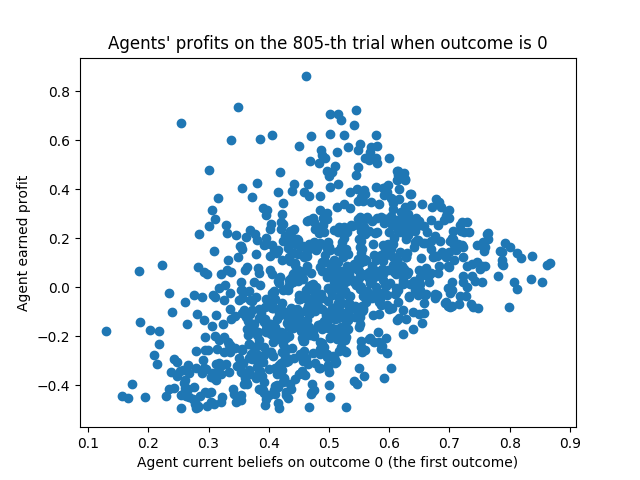 Agents' profits on the 805-th trial when outcome is 0
Agent earned profit
0.8
0.6
0.4
0.2
0.0
−0.2
−0.4
0.1 0.2 0.3 0.4 0.5 0.6 0.7 0.8 0.9
Agent current beliefs on outcome 0 (the first outcome)